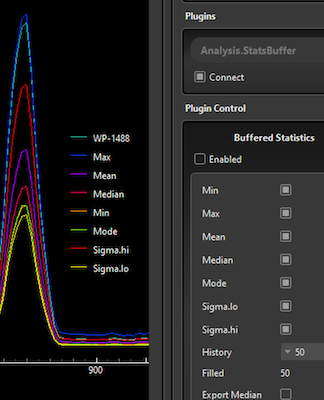 WP-1488
Max
Mean
Median
Min
Mode
Sigma.hi
Sigma.lo
900
Plugins
Analysis.StatsBuffer
Connect
Plugin Control
Buffered Statistics
Enabled
Min
Max
Mean
Median
Mode
Sigma.lo
Sigma.hi
History 50
Filled 50
Export Median